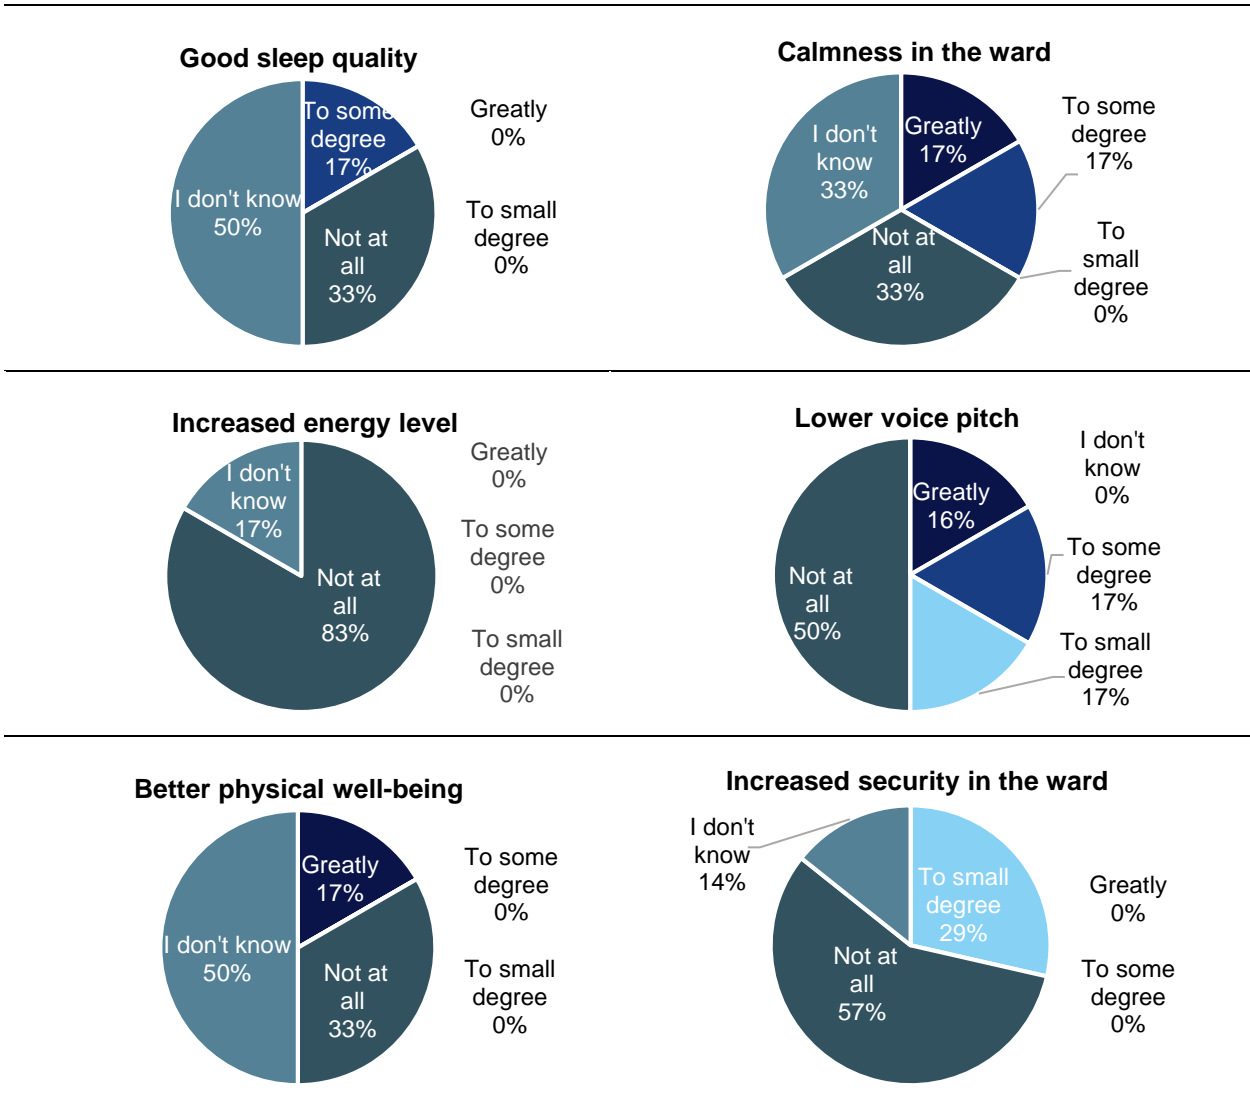 Good sleep quality
To some
degree
17%
Greatly
0%
I don't know
50%
To small
degree
0%
Not at
all
33%
Calmness in the ward
I don't
know
33%
Greatly
17%
To some
degree
17%
Not at
all
33%
To
small
degree
0%
Increased energy level
I don't
know
17%
Greatly
0%
To some
degree
0%
Not at
all
83%
To small
degree
0%
Lower voice pitch
I don't
know
0%
Greatly
16%
To some
degree
17%
Not at
all
50%
To small
degree
17%
Better physical well-being
Greatly
17%
To some
degree
0%
I don't know
50%
Not at
all
33%
To small
degree
0%
Increased security in the ward
I don't
know
14%
To small
degree
29%
Greatly
0%
Not at
all
57%
To some
degree
0%